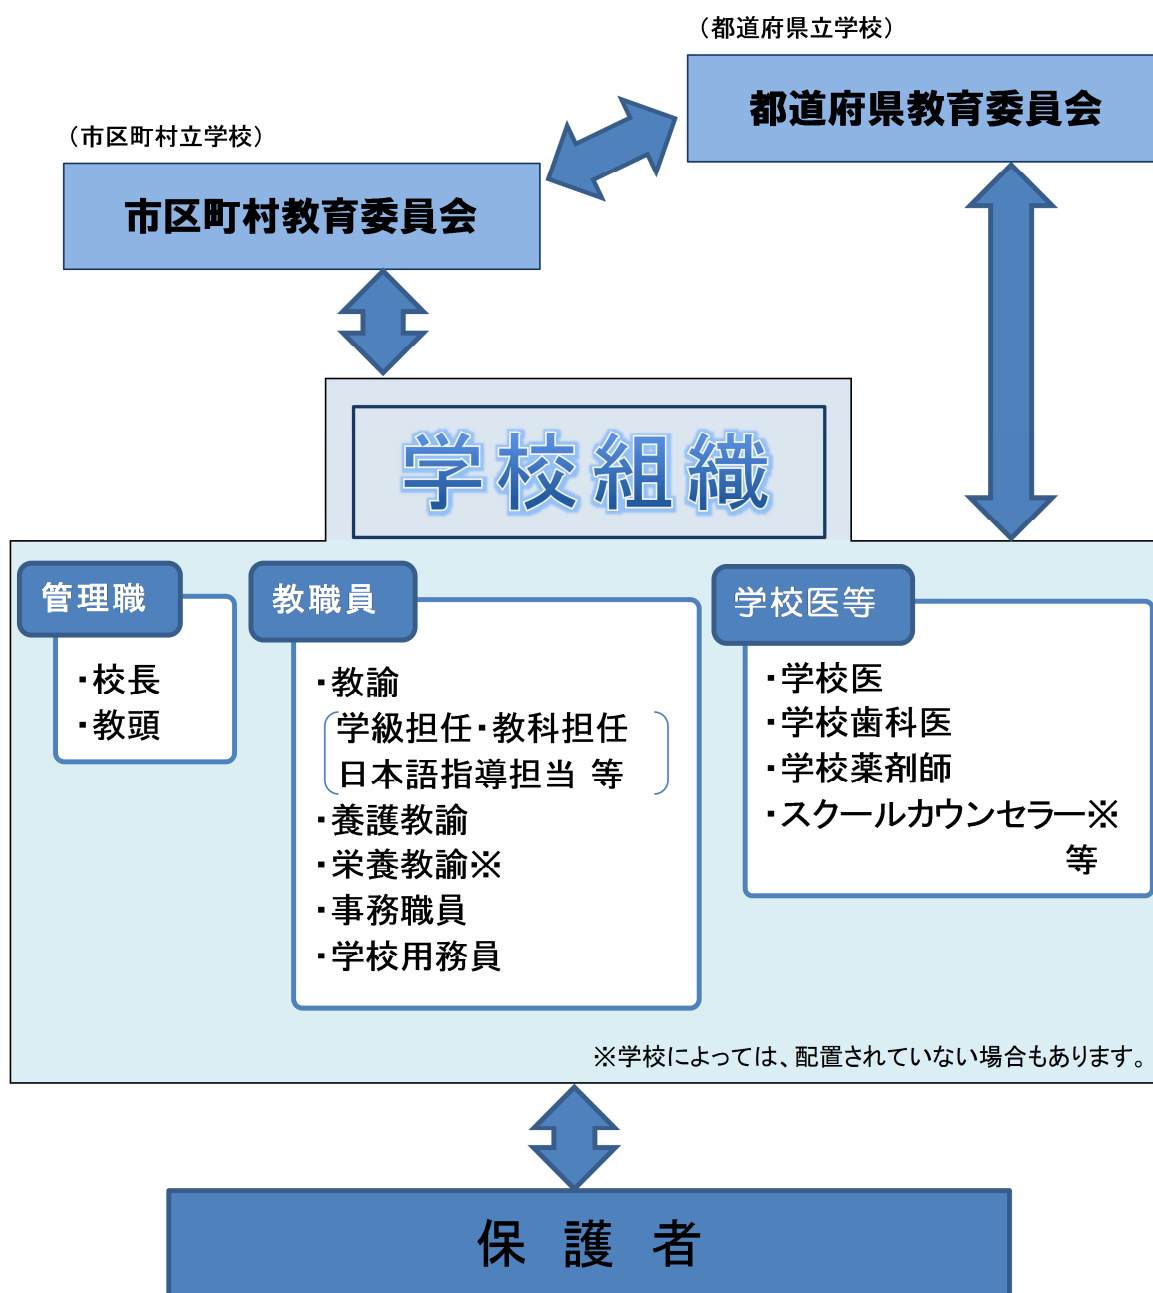 （都道府県立学校）
都道府県教育委員会
（市区町村立学校）
市区町村教育委員会
学校組織
管理職
・校長
・教頭
教職員
・教諭
学級担任・教科担任
日本語指導担当 等
・養護教諭
・栄養教諭※
・事務職員
・学校用務員
学校医等
・学校医
・学校歯科医
・学校薬剤師
・スクールカウンセラー※
等
※学校によっては、配置されていない場合もあります。
保 護 者